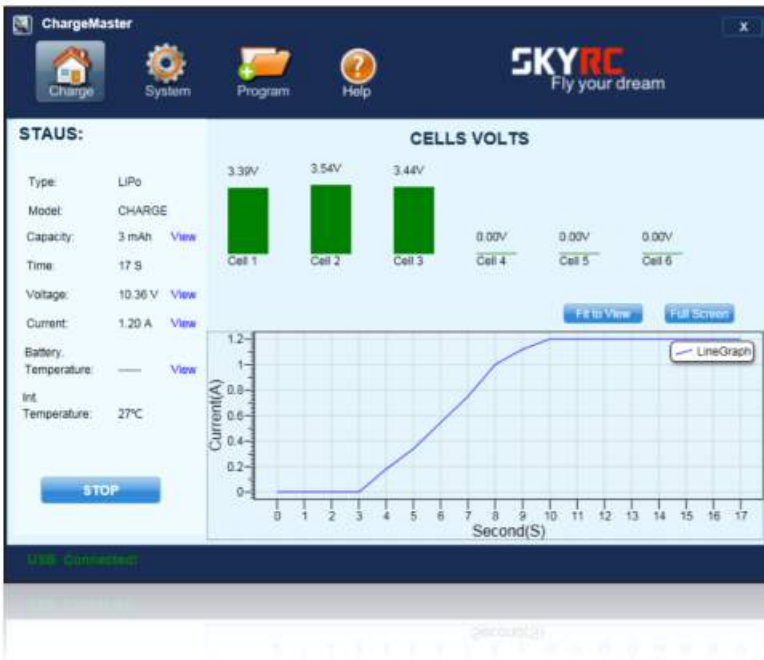 ChargeMaster
X
Charge System Program Help
SKYRC
Fly your dream
STAUS:
Type: LiPo
Model: CHARGE
Capacity: 3 mAh View
Time: 17 S
Voltage: 10.36 V View
Current: 1.20 A View
Battery.
Temperature: ---- View
Int.
Temperature: 27℃
STOP
CELLS VOLTS
3.39V 3.54V 3.44V 0.00V 0.00V 0.00V
Cell 1 Cell 2 Cell 3 Cell 4 Cell 5 Cell 6
Fit to View Full Screen
LineGraph
Current(A)
1.2
1
0.8
0.6
0.4
0.2
0
0 1 2 3 4 5 6 7 8 9 10 11 12 13 14 15 16 17
Second(S)
USB Connected!